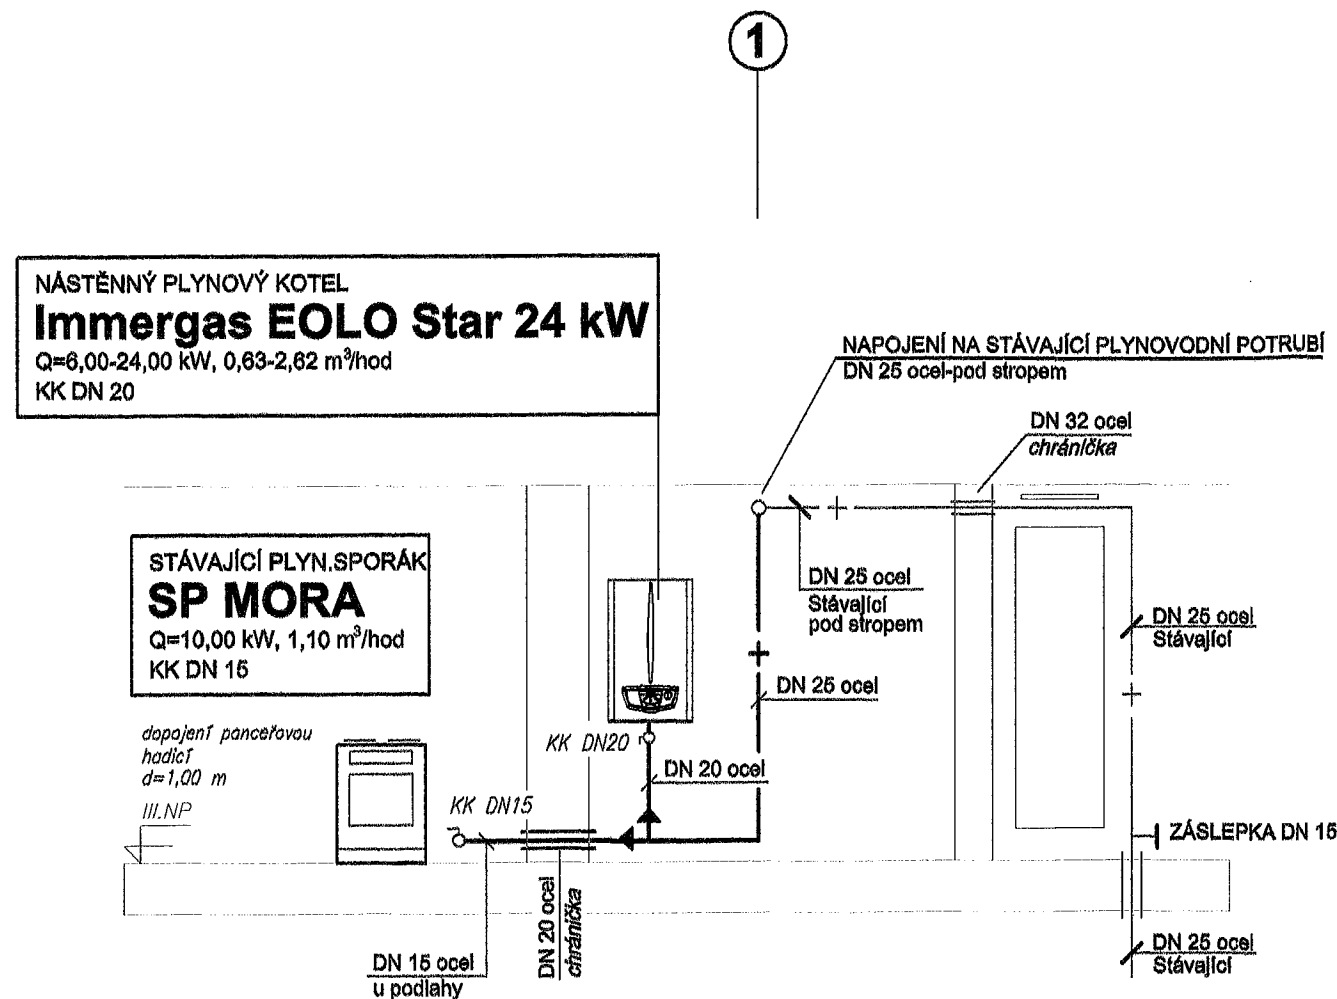 1
NÁSTĚNNÝ PLYNOVÝ KOTEL
Immergas EOLO Star 24 kW
Q=6,00-24,00 kW, 0,63-2,62 m³/hod
KK DN 20
NAPOJENÍ NA STÁVAJÍCÍ PLYNOVODNÍ POTRUBÍ
DN 25 ocel-pod stropem
DN 32 ocel
chránička
STÁVAJÍCÍ PLYN.SPORÁK
SP MORA
Q=10,00 kW, 1,10 m³/hod
KK DN 15
DN 25 ocel
Stávající
pod stropem
DN 25 ocel
Stávající
DN 25 ocel
dopojení pancéřovou
hadicí
d=1,00 m
III.NP
KK DN20
DN 20 ocel
KK DN15
ZÁSLEPKA DN 15
DN 20 ocel
chránička
DN 15 ocel
u podlahy
DN 25 ocel
Stávající